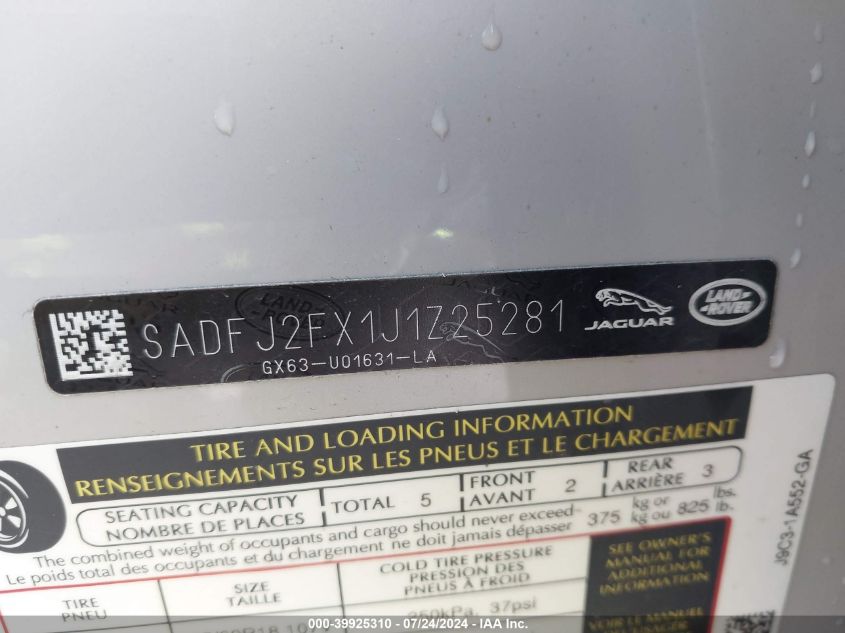 SADFJ2FX1J1Z25281
GX63-U01631-LA
JAGUAR
LAND
ROVER
TIRE AND LOADING INFORMATION
RENSEIGNEMENTS SUR LES PNEUS ET LE CHARGEMENT
SEATING CAPACITY
NOMBRE DE PLACES
TOTAL 5
FRONT
AVANT 2
REAR
ARRIÈRE 3
The combined weight of occupants and cargo should never exceed-
Le poids total des occupants et du chargement ne doit jamais dépasser
375 kg or
kg ou 825 lbs.
lb.
TIRE
PNEU
SIZE
TAILLE
COLD TIRE PRESSURE
PRESSION DES
PNEUS À FROID
SEE OWNER'S
MANUAL FOR
ADDITIONAL
INFORMATION
VOIR LE MANUEL
37psi
J9C3-1A552-GA
000-39925310 - 07/24/2024 - IAA Inc.